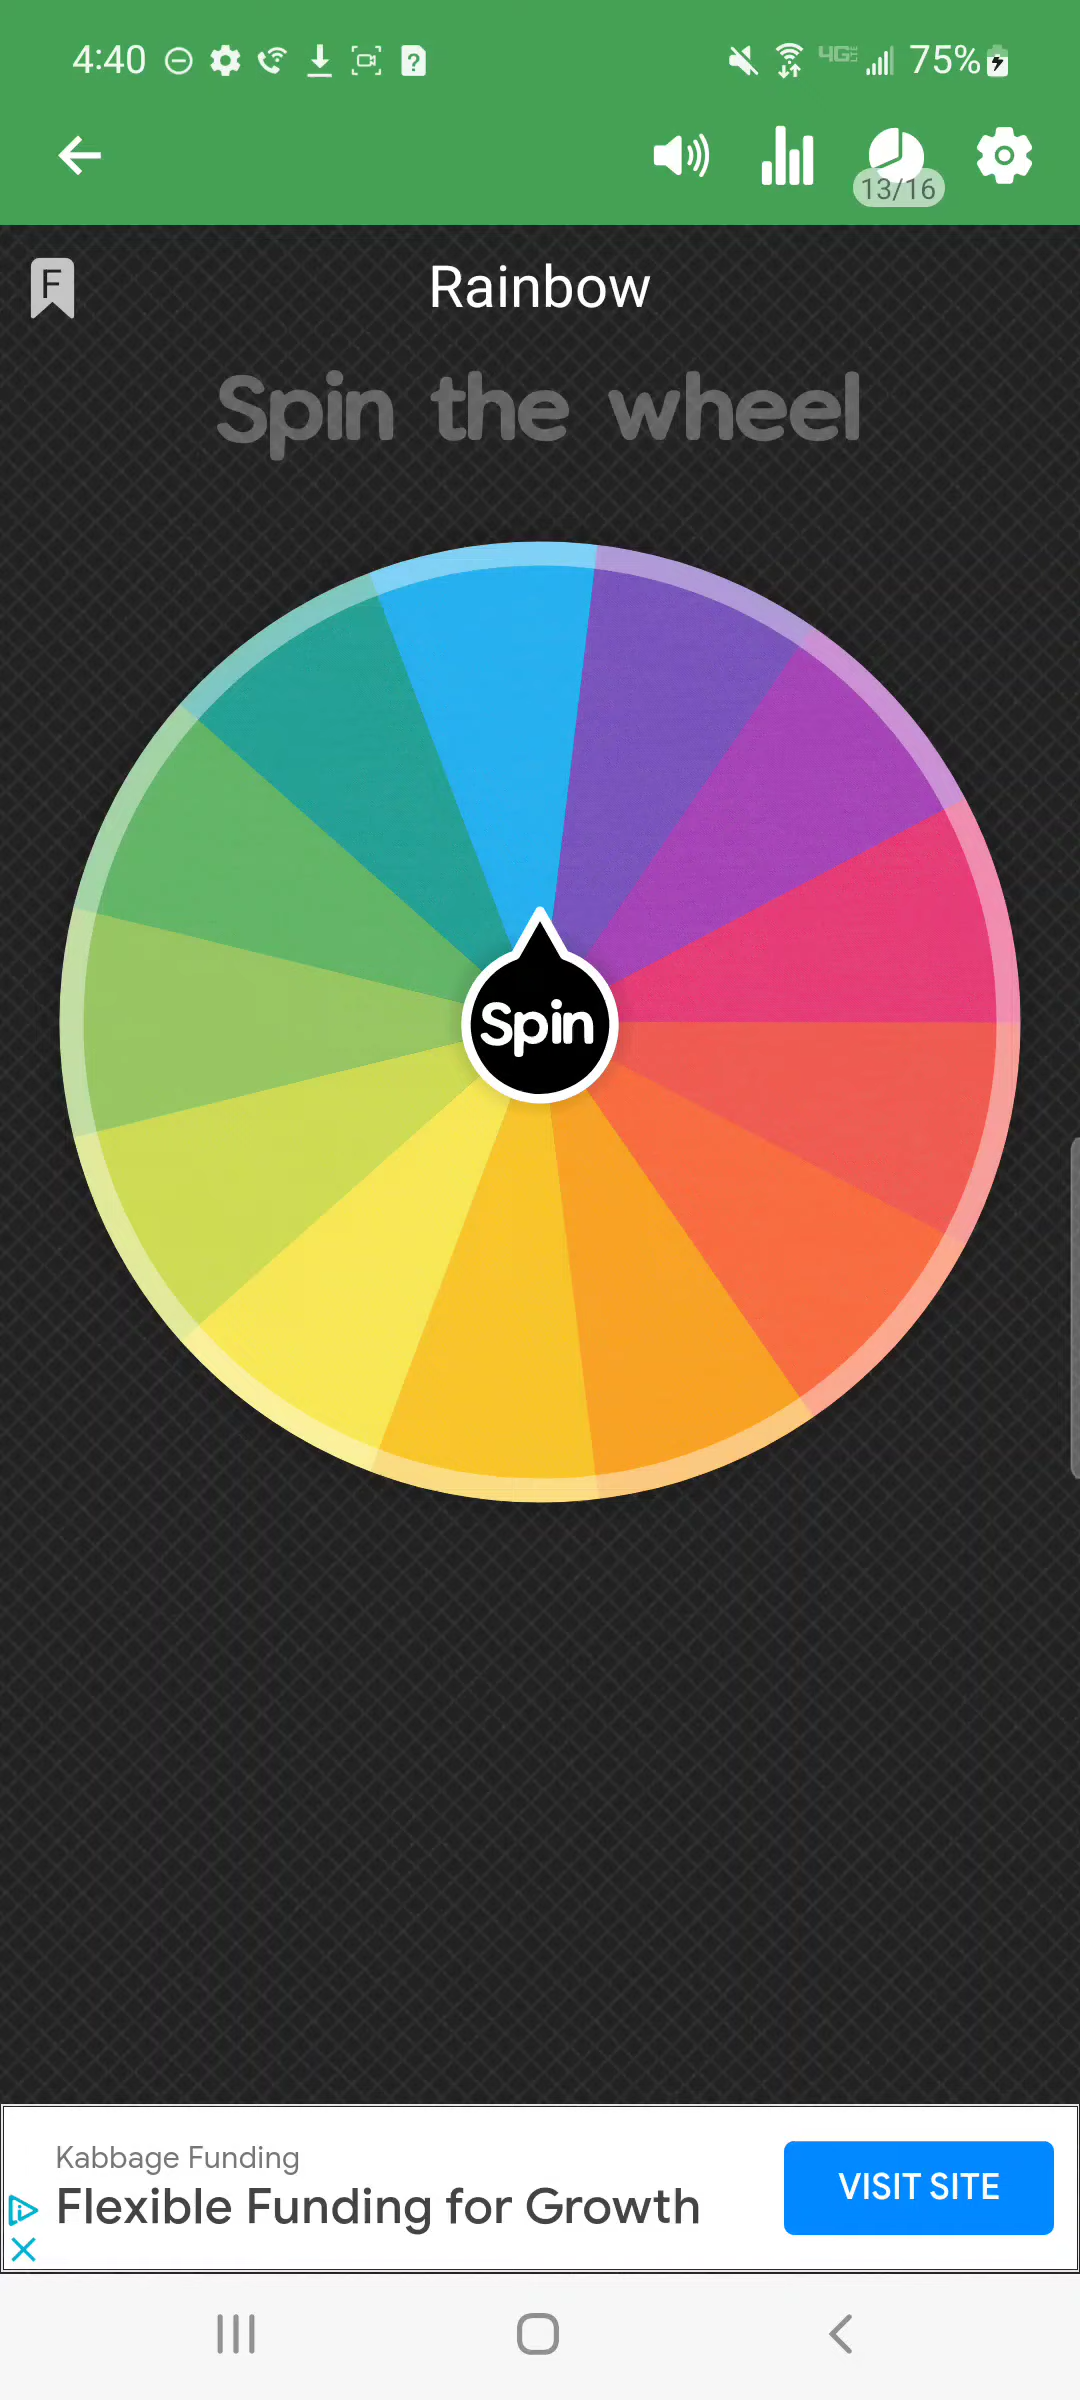 4:40 75%
13/16
F
Rainbow
Spin the wheel
Spin
Kabbage Funding
Flexible Funding for Growth
VISIT SITE